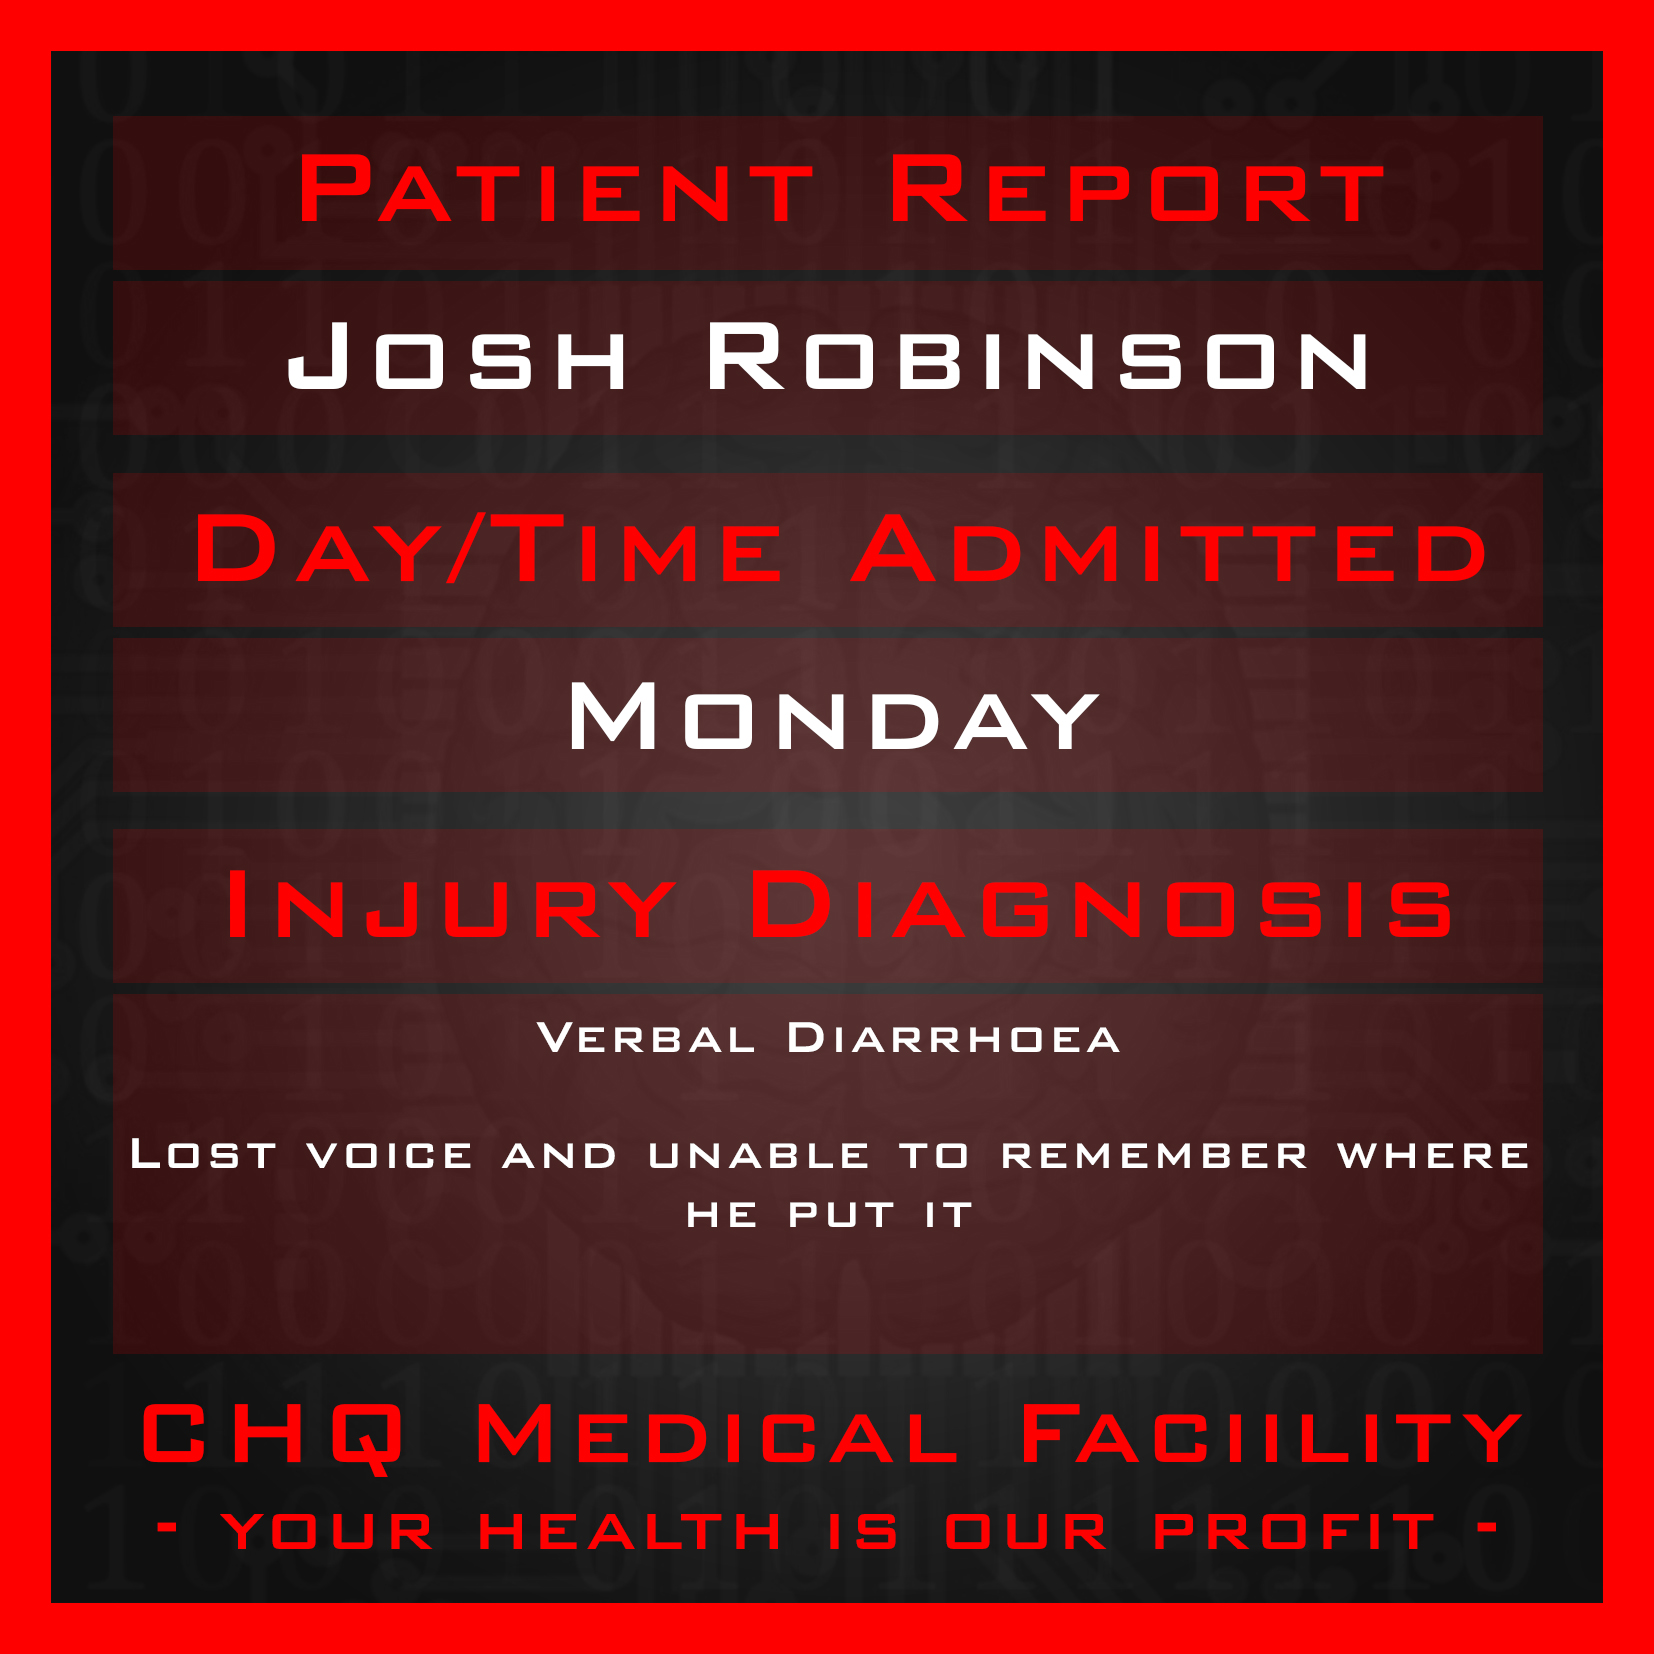 Patient Report
Josh Robinson
Day/Time Admitted
Monday
Injury Diagnosis
Verbal Diarrhoea
Lost voice and unable to remember where
he put it
CHQ Medical Faciility
- your health is our profit -